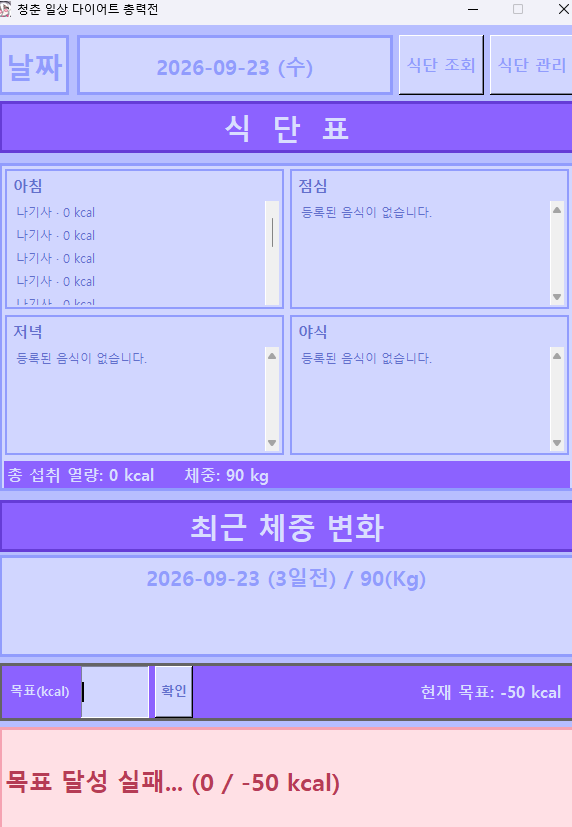 청춘 일상 다이어트 총력전
날짜
2026-09-23 (수)
식단 조회
식단 관리
식 단 표
아침
나기사 - 0 kcal
나기사 - 0 kcal
나기사 - 0 kcal
나기사 - 0 kcal
나기사 - 0 kcal
점심
등록된 음식이 없습니다.
저녁
등록된 음식이 없습니다.
야식
등록된 음식이 없습니다.
총 섭취 열량: 0 kcal 체중: 90 kg
최근 체중 변화
2026-09-23 (3일전) / 90(Kg)
목표(kcal)
확인
현재 목표: -50 kcal
목표 달성 실패... (0 / -50 kcal)